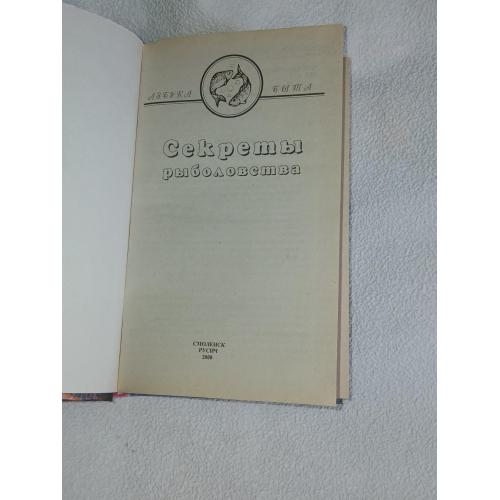 АЗБУКА БЫТА
Секреты
рыболовства
СМОЛЕНСК
РУСИЧ
2000